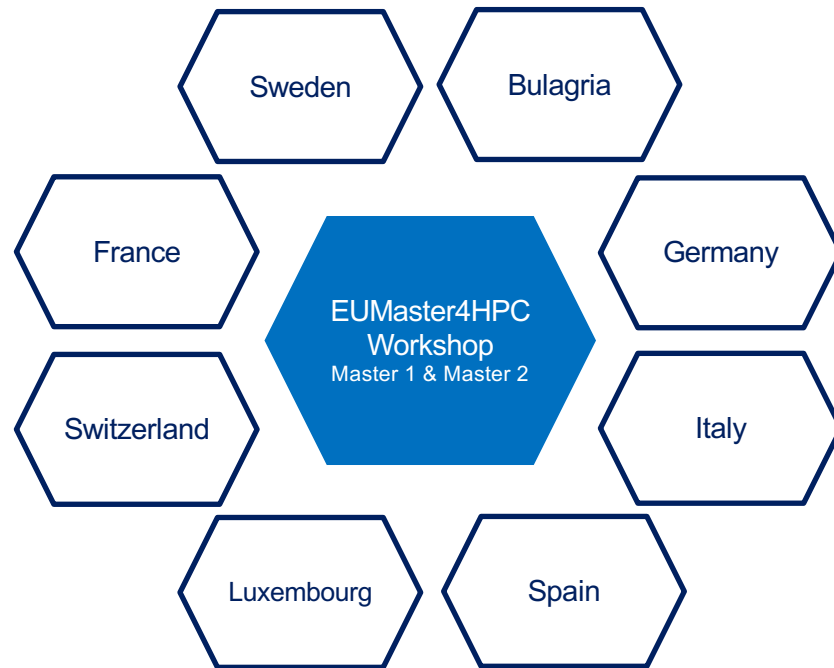 Sweden
Bulagria
France
Germany
EUMaster4HPC
Workshop
Master 1 & Master 2
Switzerland
Italy
Luxembourg
Spain